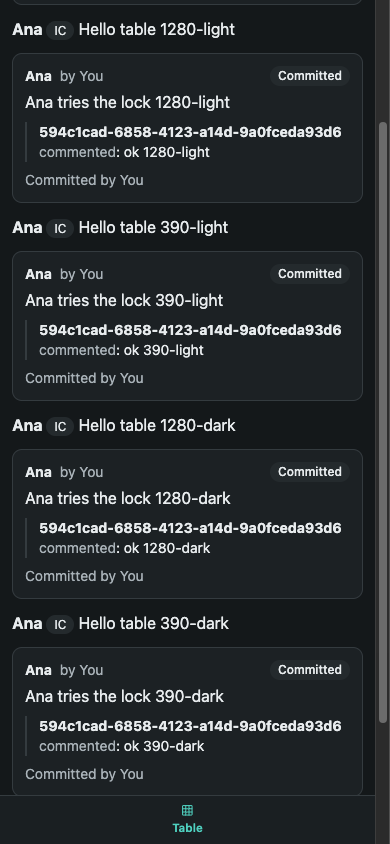 Ana IC Hello table 1280-light
Ana by You Committed
Ana tries the lock 1280-light
594c1cad-6858-4123-a14d-9a0fceda93d6
commented: ok 1280-light
Committed by You
Ana IC Hello table 390-light
Ana by You Committed
Ana tries the lock 390-light
594c1cad-6858-4123-a14d-9a0fceda93d6
commented: ok 390-light
Committed by You
Ana IC Hello table 1280-dark
Ana by You Committed
Ana tries the lock 1280-dark
594c1cad-6858-4123-a14d-9a0fceda93d6
commented: ok 1280-dark
Committed by You
Ana IC Hello table 390-dark
Ana by You Committed
Ana tries the lock 390-dark
594c1cad-6858-4123-a14d-9a0fceda93d6
commented: ok 390-dark
Committed by You
Table